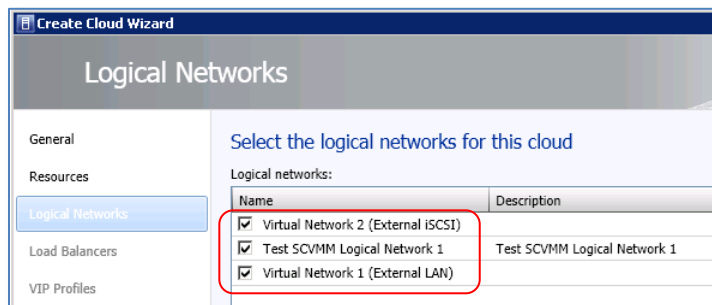 Create Cloud Wizard
Logical Networks
General
Resources
Logical Networks
Load Balancers
VIP Profiles
Select the logical networks for this cloud
Logical networks:
Name Description
Virtual Network 2 (External iSCSI)
Test SCVMM Logical Network 1 Test SCVMM Logical Network 1
Virtual Network 1 (External LAN)